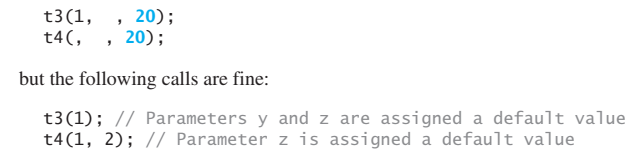 t3(1, , 20);
t4(, , 20);
but the following calls are fine:
t3(1); // Parameters y and z are assigned a default value
t4(1, 2); // Parameter z is assigned a default value